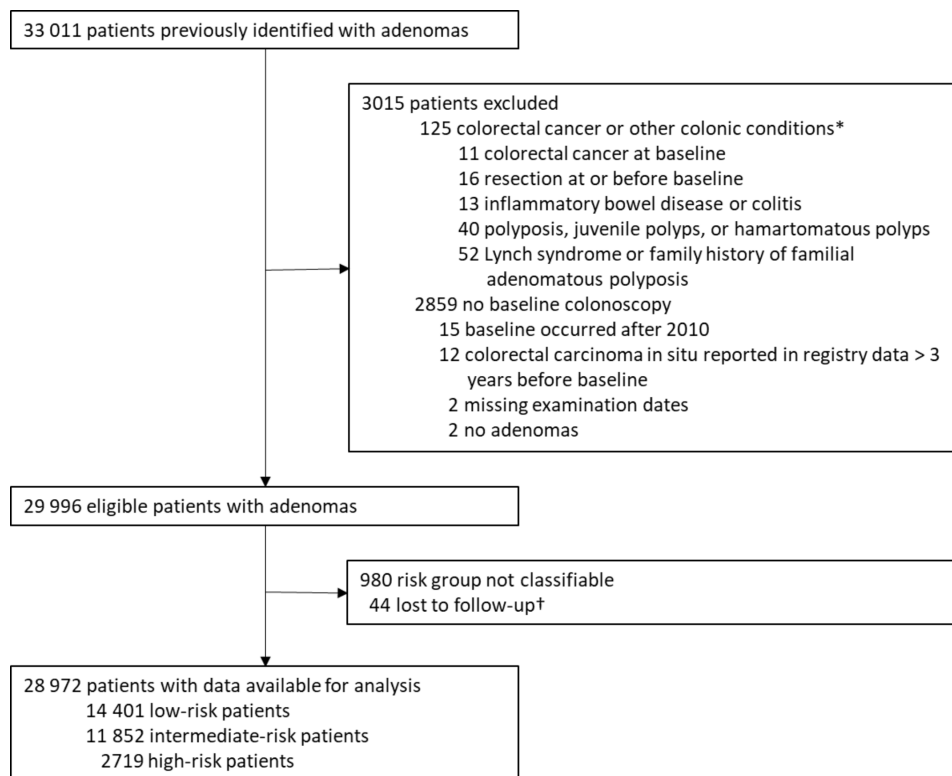 33 011 patients previously identified with adenomas
3015 patients excluded
125 colorectal cancer or other colonic conditions*
11 colorectal cancer at baseline
16 resection at or before baseline
13 inflammatory bowel disease or colitis
40 polyposis, juvenile polyps, or hamartomatous polyps
52 Lynch syndrome or family history of familial
adenomatous polyposis
2859 no baseline colonoscopy
15 baseline occurred after 2010
12 colorectal carcinoma in situ reported in registry data > 3
years before baseline
2 missing examination dates
2 no adenomas
29 996 eligible patients with adenomas
980 risk group not classifiable
44 lost to follow-up†
28 972 patients with data available for analysis
14 401 low-risk patients
11 852 intermediate-risk patients
2719 high-risk patients